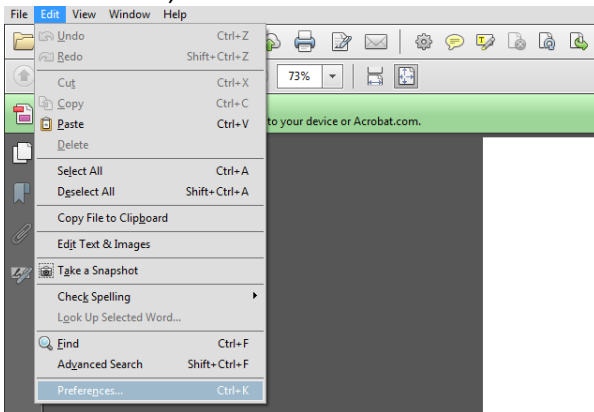 File Edit View Window Help
Undo Ctrl+Z
Redo Shift+Ctrl+Z
Cut Ctrl+X
73%
Copy Ctrl+C
Paste Ctrl+V
to your device or Acrobat.com.
Delete
Select All Ctrl+A
Deselect All Shift+Ctrl+A
Copy File to Clipboard
Edit Text & Images
Take a Snapshot
Check Spelling
Look Up Selected Word...
Find Ctrl+F
Advanced Search Shift+Ctrl+F
Preferences... Ctrl+K